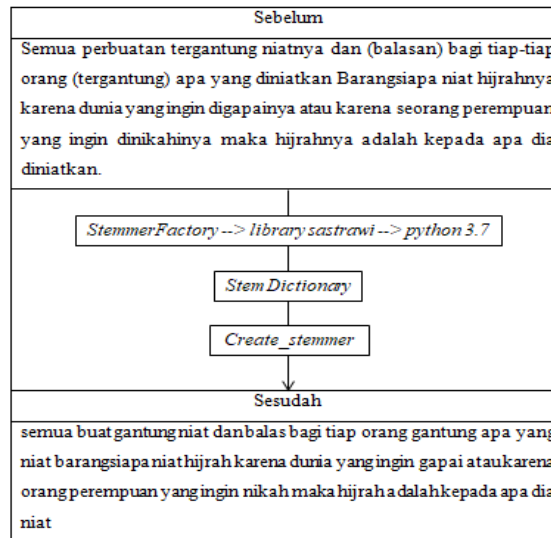 Sebelum
Semua perbuatan tergantung niatnya dan (balasan) bagi tiap-tiap
orang (tergantung) apa yang diniatkan Barangsiapa niat hijrahnya
karena dunia yang ingin digapainya atau karena seorang perempuan
yang ingin dinikahinya maka hijrahnya adalah kepada apa dia
diniatkan.
StemmerFactory --> library sastrawi --> python 3.7
Stem Dictionary
Create_stemmer
Sesudah
semua buat gantung niat dan balas bagi tiap orang gantung apa yang
niat barangsiapa niat hijrah karena dunia yang ingin gapai atau karena
orang perempuan yang ingin nikah maka hijrah adalah kepada apa dia
niat